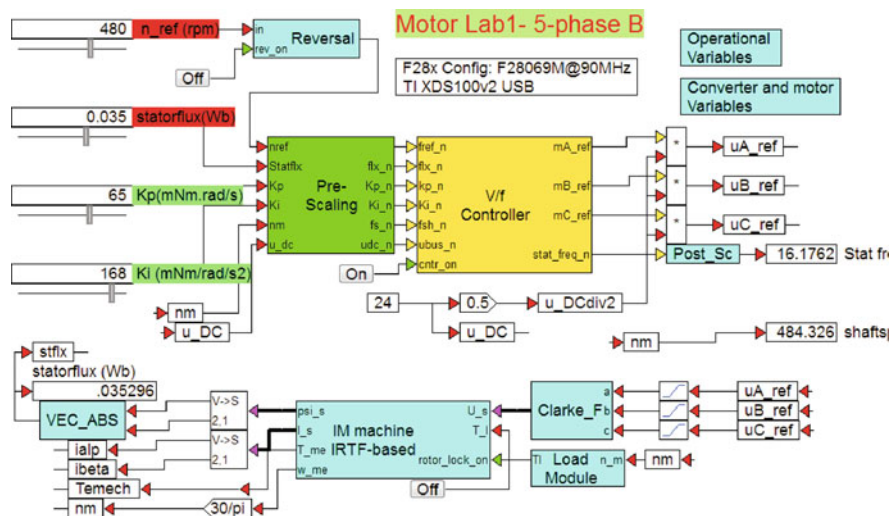 Motor Lab1- 5-phase B
480 n_ref (rpm)
in
rev_on
Reversal
Off
F28x Config: F28069M@90MHz
TI XDS100v2 USB
Operational
Variables
Converter and motor
Variables
0.035 statorflux(Wb)
65 Kp(mNm.rad/s)
168 Ki (mNm/rad/s2)
nref
Statflx
Kp
Ki
nm
u_dc
Pre-
Scaling
fref_n
flx_n
Kp_n
Ki_n
fs_n
udc_n
fref_n
flx_n
kp_n
Ki_n
fsh_n
ubus_n
cntr_on
V/f
Controller
mA_ref
mB_ref
mC_ref
stat_freq_n
*
*
*
uA_ref
uB_ref
uC_ref
Post_Sc
16.1762 Stat fre
On
24
0.5
u_DCdiv2
u_DC
nm
u_DC
nm
484.326 shaftsp
stflx
statorflux (Wb)
.035296
VEC_ABS
V->S
2,1
V->S
2,1
ialp
ibeta
Temech
nm
30/pi
psi_s
I_s
T_me
w_me
IM machine
IRTF-based
U_s
T_l
rotor_lock_on
Off
Clarke_F
a
b
c
uA_ref
uB_ref
uC_ref
Tl
Load
Module
n_m
nm